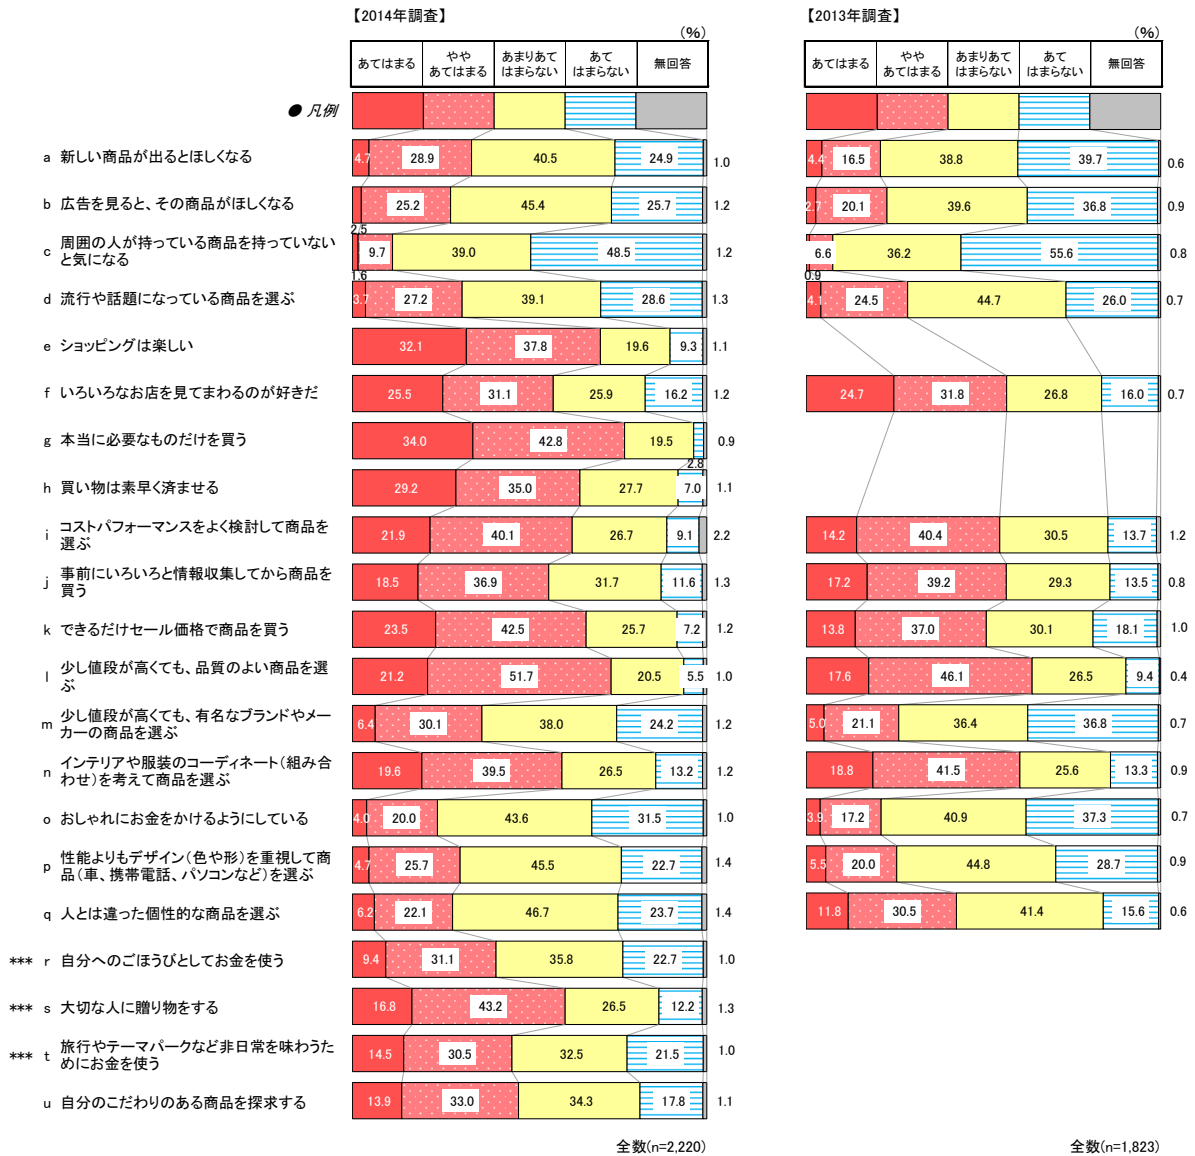 【2014年調査】 【2013年調査】
(%) (%)
あてはまる やや あてはまる あまりあて はまらない あて はまらない 無回答 あてはまる やや あてはまる あまりあて はまらない あて はまらない 無回答
● 凡例
a 新しい商品が出るとほしくなる 4.7 28.9 40.5 24.9 1.0 4.4 16.5 38.8 39.7 0.6
b 広告を見ると、その商品がほしくなる 2.5 25.2 45.4 25.7 1.2 2.7 20.1 39.6 36.8 0.9
c 周囲の人が持っている商品を持っていない
と気になる 1.6 9.7 39.0 48.5 1.2 0.9 6.6 36.2 55.6 0.8
d 流行や話題になっている商品を選ぶ 3.7 27.2 39.1 28.6 1.3 4.1 24.5 44.7 26.0 0.7
e ショッピングは楽しい 32.1 37.8 19.6 9.3 1.1
f いろいろなお店を見てまわるのが好きだ 25.5 31.1 25.9 16.2 1.2 24.7 31.8 26.8 16.0 0.7
g 本当に必要なものだけを買う 34.0 42.8 19.5 2.8 0.9
h 買い物は素早く済ませる 29.2 35.0 27.7 7.0 1.1
i コストパフォーマンスをよく検討して商品を
選ぶ 21.9 40.1 26.7 9.1 2.2 14.2 40.4 30.5 13.7 1.2
j 事前にいろいろと情報収集してから商品を
買う 18.5 36.9 31.7 11.6 1.3 17.2 39.2 29.3 13.5 0.8
k できるだけセール価格で商品を買う 23.5 42.5 25.7 7.2 1.2 13.8 37.0 30.1 18.1 1.0
l 少し値段が高くても、品質のよい商品を選
ぶ 21.2 51.7 20.5 5.5 1.0 17.6 46.1 26.5 9.4 0.4
m 少し値段が高くても、有名なブランドやメー
カーの商品を選ぶ 6.4 30.1 38.0 24.2 1.2 5.0 21.1 36.4 36.8 0.7
n インテリアや服装のコーディネート(組み合
わせ)を考えて商品を選ぶ 19.6 39.5 26.5 13.2 1.2 18.8 41.5 25.6 13.3 0.9
o おしゃれにお金をかけるようにしている 4.0 20.0 43.6 31.5 1.0 3.9 17.2 40.9 37.3 0.7
p 性能よりもデザイン(色や形)を重視して商
品(車、携帯電話、パソコンなど)を選ぶ 4.7 25.7 45.5 22.7 1.4 5.5 20.0 44.8 28.7 0.9
q 人とは違った個性的な商品を選ぶ 6.2 22.1 46.7 23.7 1.4 11.8 30.5 41.4 15.6 0.6
*** r 自分へのごほうびとしてお金を使う 9.4 31.1 35.8 22.7 1.0
*** s 大切な人に贈り物をする 16.8 43.2 26.5 12.2 1.3
*** t 旅行やテーマパークなど非日常を味わうた
めにお金を使う 14.5 30.5 32.5 21.5 1.0
u 自分のこだわりのある商品を探求する 13.9 33.0 34.3 17.8 1.1
全数(n=2,220) 全数(n=1,823)